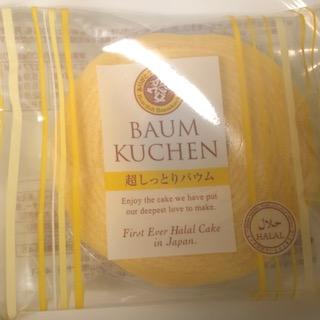 BAUM
KUCHEN
超しっとりバウム
Enjoy the cake we have put
our deepest love to make.
First Ever Halal Cake
in Japan.
حلال
HALAL